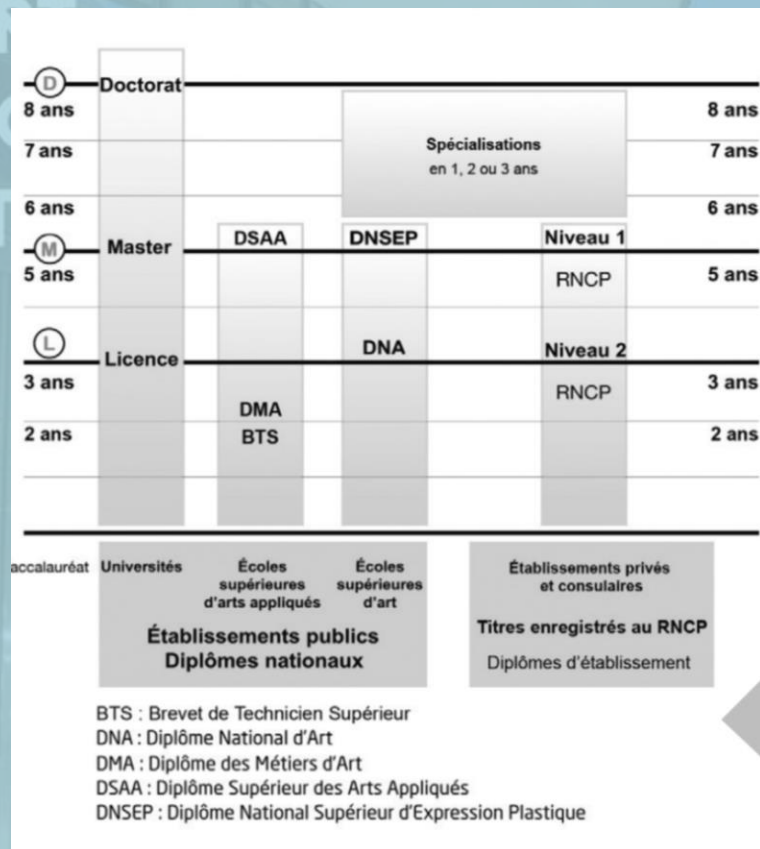 D Doctorat
8 ans 8 ans
Spécialisations
7 ans 7 ans
en 1, 2 ou 3 ans
6 ans 6 ans
M Master DSAA DNSEP Niveau 1
5 ans RNCP 5 ans
L Licence DNA Niveau 2
3 ans RNCP 3 ans
DMA
2 ans BTS 2 ans
accalauréat
Universités
Écoles
supérieures
d'arts appliqués
Écoles
supérieures
d'art
Établissements publics
Diplômes nationaux
Établissements privés
et consulaires
Titres enregistrés au RNCP
Diplômes d'établissement
BTS : Brevet de Technicien Supérieur
DNA : Diplôme National d'Art
DMA : Diplôme des Métiers d'Art
DSAA : Diplôme Supérieur des Arts Appliqués
DNSEP : Diplôme National Supérieur d'Expression Plastique